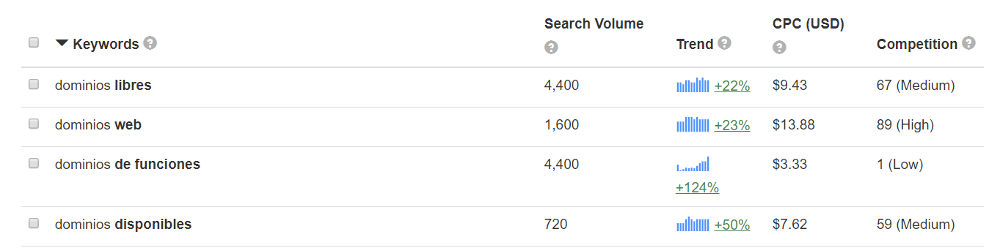 Keywords ? Search Volume ? Trend ? CPC (USD) ? Competition ?
dominios libres 4,400 +22% $9.43 67 (Medium)
dominios web 1,600 +23% $13.88 89 (High)
dominios de funciones 4,400 +124% $3.33 1 (Low)
dominios disponibles 720 +50% $7.62 59 (Medium)